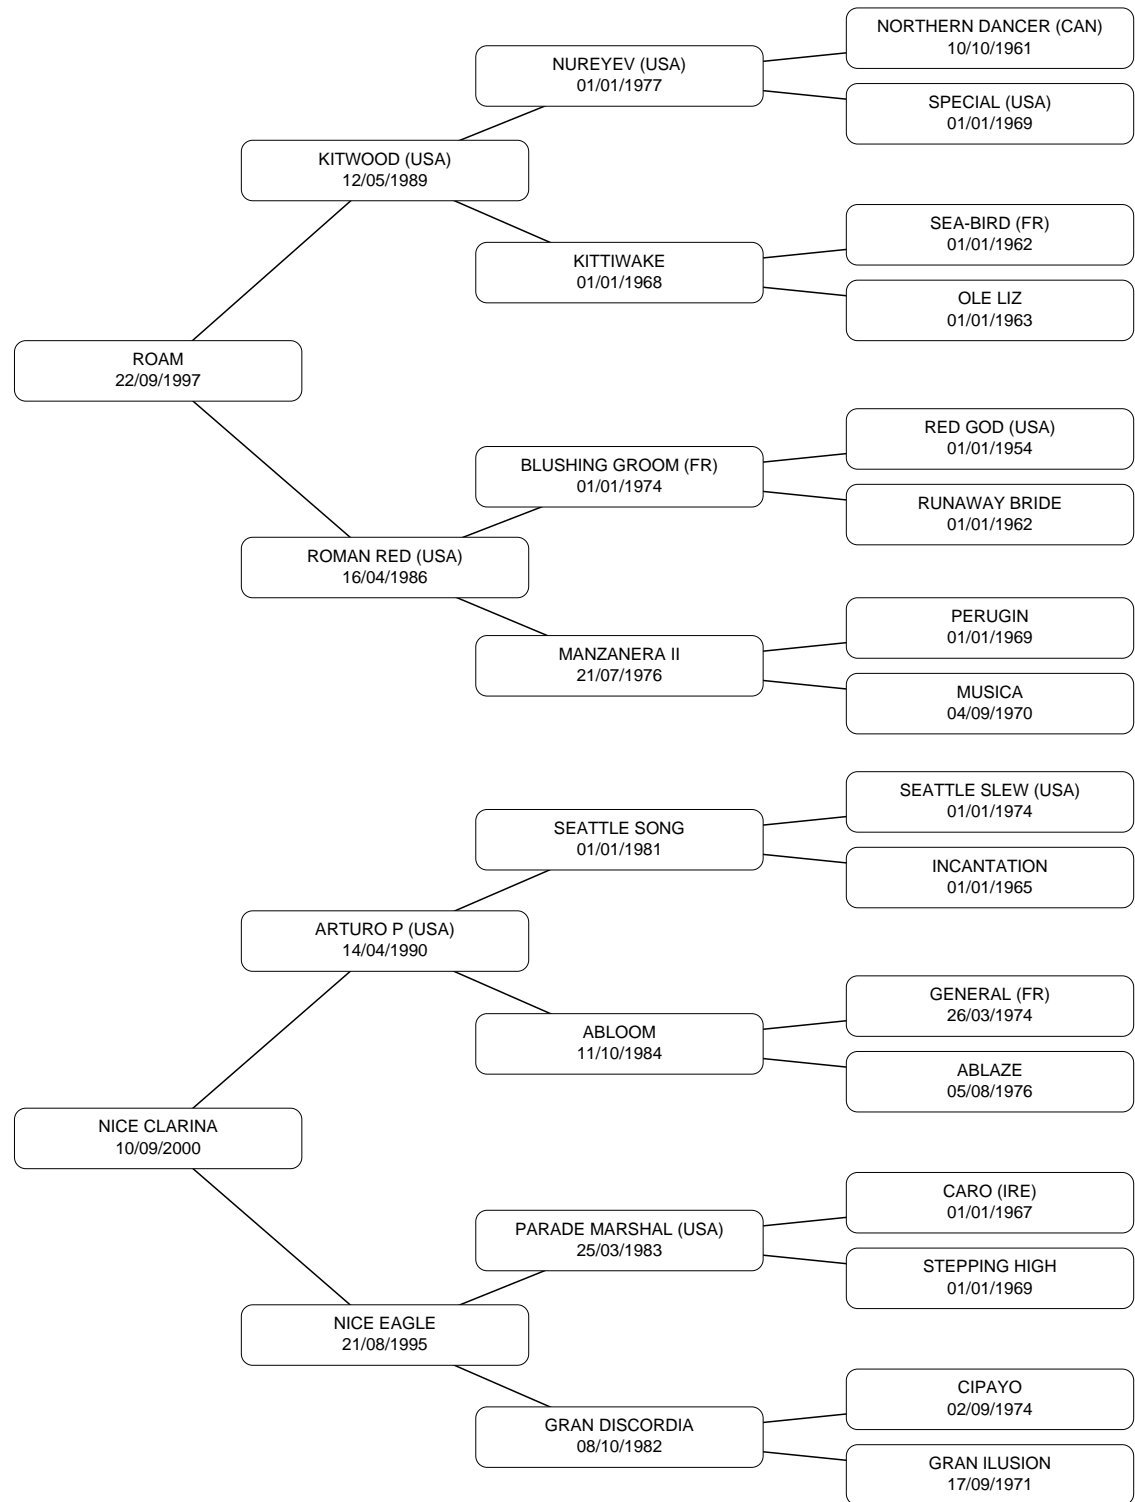 NORTHERN DANCER (CAN)
10/10/1961
NUREYEV (USA)
01/01/1977
SPECIAL (USA)
01/01/1969
KITWOOD (USA)
12/05/1989
SEA-BIRD (FR)
01/01/1962
KITTIWAKE
01/01/1968
OLE LIZ
01/01/1963
ROAM
22/09/1997
RED GOD (USA)
01/01/1954
BLUSHING GROOM (FR)
01/01/1974
RUNAWAY BRIDE
01/01/1962
ROMAN RED (USA)
16/04/1986
PERUGIN
01/01/1969
MANZANERA II
21/07/1976
MUSICA
04/09/1970
SEATTLE SLEW (USA)
01/01/1974
SEATTLE SONG
01/01/1981
INCANTATION
01/01/1965
ARTURO P (USA)
14/04/1990
GENERAL (FR)
26/03/1974
ABLOOM
11/10/1984
ABLAZE
05/08/1976
NICE CLARINA
10/09/2000
CARO (IRE)
01/01/1967
PARADE MARSHAL (USA)
25/03/1983
STEPPING HIGH
01/01/1969
NICE EAGLE
21/08/1995
CIPAYO
02/09/1974
GRAN DISCORDIA
08/10/1982
GRAN ILUSION
17/09/1971